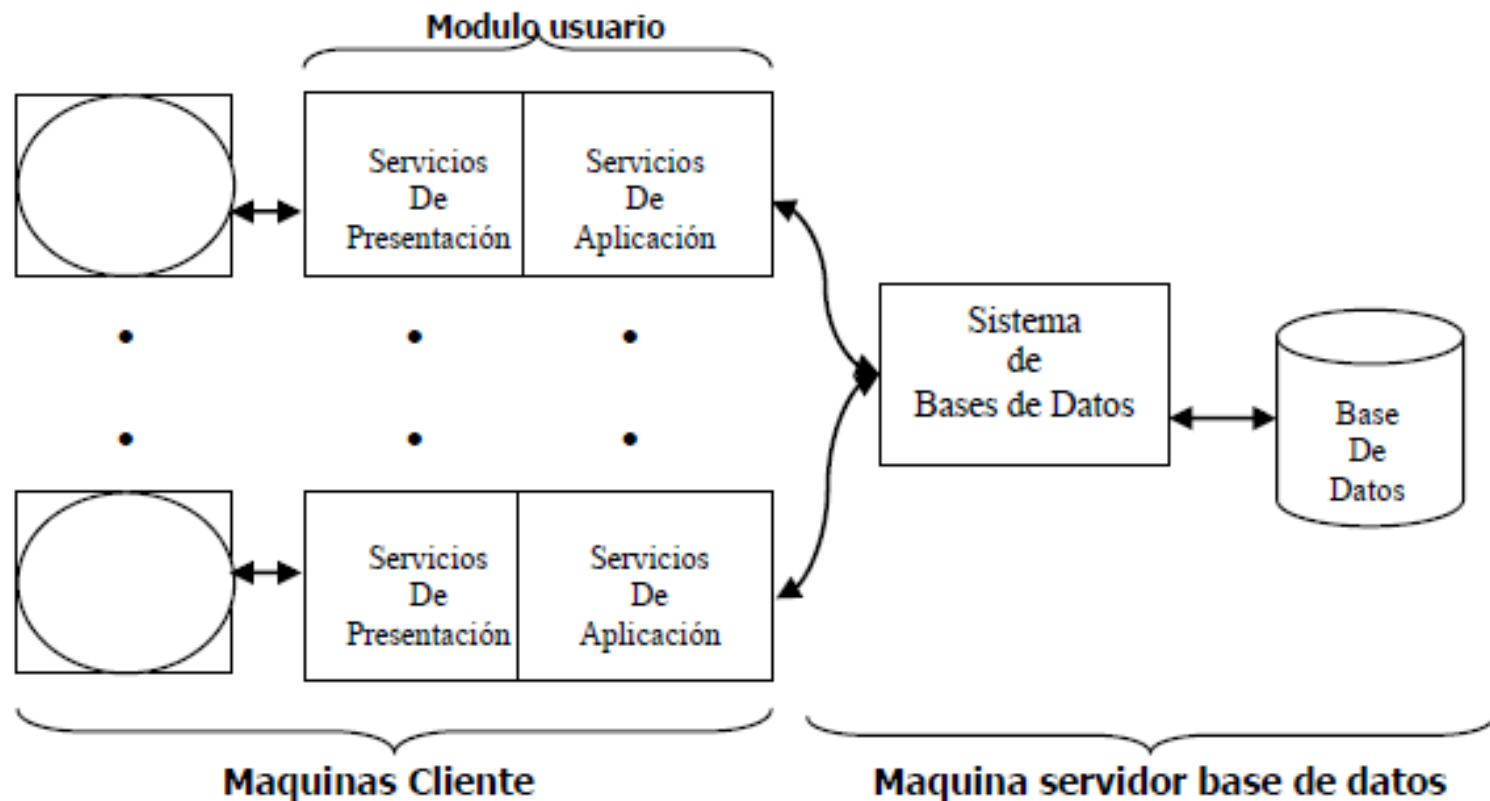 Modulo usuario
Servicios
De
Presentación
Servicios
De
Aplicación
Sistema
de
Bases de Datos
Base
De
Datos
Servicios
De
Presentación
Servicios
De
Aplicación
Maquinas Cliente
Maquina servidor base de datos